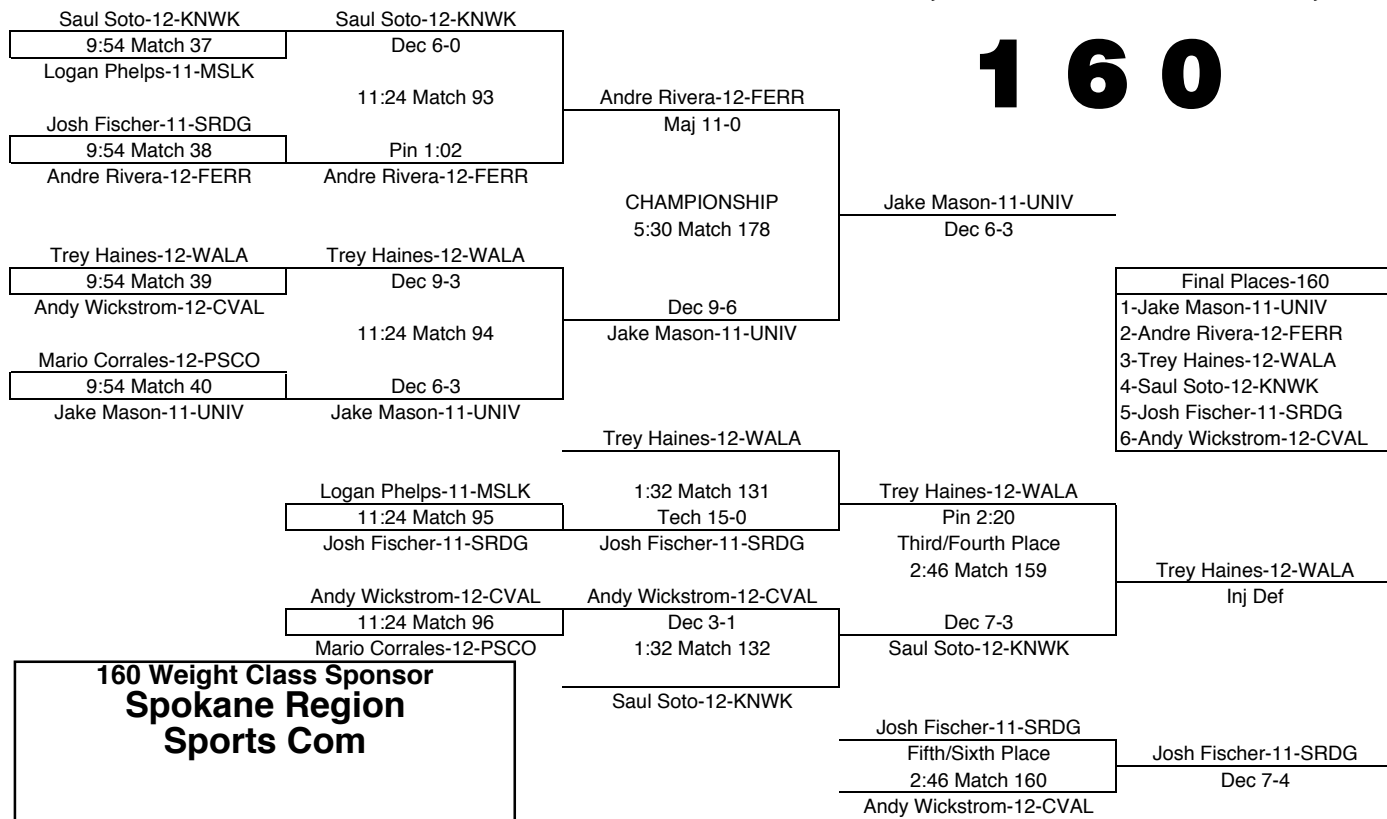 160
Saul Soto-12-KNWK
9:54 Match 37
Logan Phelps-11-MSLK
Josh Fischer-11-SRDG
9:54 Match 38
Andre Rivera-12-FERR
Trey Haines-12-WALA
9:54 Match 39
Andy Wickstrom-12-CVAL
Mario Corrales-12-PSCO
9:54 Match 40
Jake Mason-11-UNIV
Saul Soto-12-KNWK
Dec 6-0
11:24 Match 93
Pin 1:02
Andre Rivera-12-FERR
Trey Haines-12-WALA
Dec 9-3
11:24 Match 94
Dec 6-3
Jake Mason-11-UNIV
Andre Rivera-12-FERR
Maj 11-0
CHAMPIONSHIP
5:30 Match 178
Dec 9-6
Jake Mason-11-UNIV
Jake Mason-11-UNIV
Dec 6-3
Final Places-160
1-Jake Mason-11-UNIV
2-Andre Rivera-12-FERR
3-Trey Haines-12-WALA
4-Saul Soto-12-KNWK
5-Josh Fischer-11-SRDG
6-Andy Wickstrom-12-CVAL
Logan Phelps-11-MSLK
11:24 Match 95
Josh Fischer-11-SRDG
Andy Wickstrom-12-CVAL
11:24 Match 96
Mario Corrales-12-PSCO
Trey Haines-12-WALA
1:32 Match 131
Tech 15-0
Josh Fischer-11-SRDG
Andy Wickstrom-12-CVAL
Dec 3-1
1:32 Match 132
Saul Soto-12-KNWK
Trey Haines-12-WALA
Pin 2:20
Third/Fourth Place
2:46 Match 159
Dec 7-3
Saul Soto-12-KNWK
Trey Haines-12-WALA
Inj Def
Josh Fischer-11-SRDG
Fifth/Sixth Place
2:46 Match 160
Andy Wickstrom-12-CVAL
Josh Fischer-11-SRDG
Dec 7-4
160 Weight Class Sponsor
Spokane Region
Sports Com